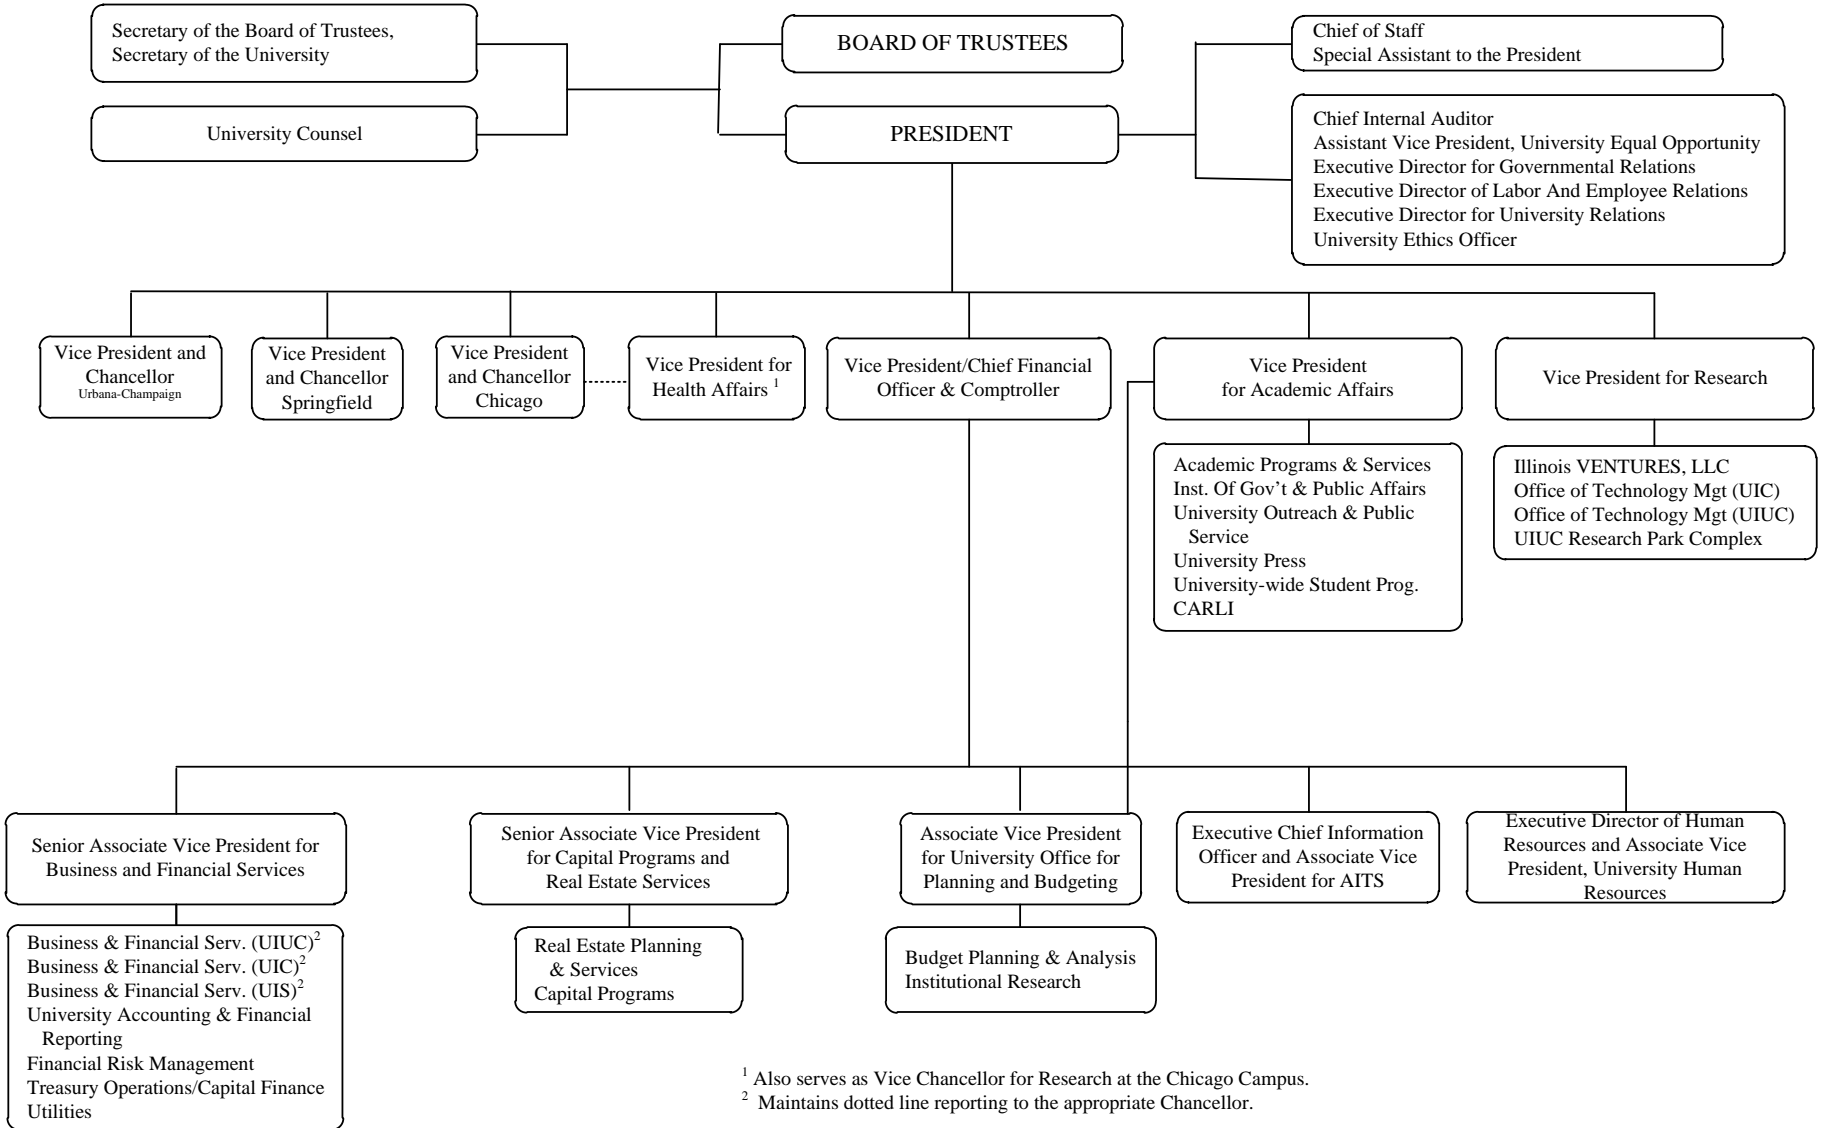 Secretary of the Board of Trustees,
Secretary of the University
BOARD OF TRUSTEES
Chief of Staff
Special Assistant to the President
University Counsel
PRESIDENT
Chief Internal Auditor
Assistant Vice President, University Equal Opportunity
Executive Director for Governmental Relations
Executive Director of Labor And Employee Relations
Executive Director for University Relations
University Ethics Officer
Vice President and
Chancellor
Urbana-Champaign
Vice President
and Chancellor
Springfield
Vice President
and Chancellor
Chicago
Vice President for
Health Affairs 1
Vice President/Chief Financial
Officer & Comptroller
Vice President
for Academic Affairs
Vice President for Research
Academic Programs & Services
Inst. Of Gov’t & Public Affairs
University Outreach & Public
Service
University Press
University-wide Student Prog.
CARLI
Illinois VENTURES, LLC
Office of Technology Mgt (UIC)
Office of Technology Mgt (UIUC)
UIUC Research Park Complex
Senior Associate Vice President for
Business and Financial Services
Senior Associate Vice President
for Capital Programs and
Real Estate Services
Associate Vice President
for University Office for
Planning and Budgeting
Executive Chief Information
Officer and Associate Vice
President for AITS
Executive Director of Human
Resources and Associate Vice
President, University Human
Resources
Business & Financial Serv. (UIUC)2
Business & Financial Serv. (UIC)2
Business & Financial Serv. (UIS)2
University Accounting & Financial
Reporting
Financial Risk Management
Treasury Operations/Capital Finance
Utilities
Real Estate Planning
& Services
Capital Programs
Budget Planning & Analysis
Institutional Research
1 Also serves as Vice Chancellor for Research at the Chicago Campus.
2 Maintains dotted line reporting to the appropriate Chancellor.